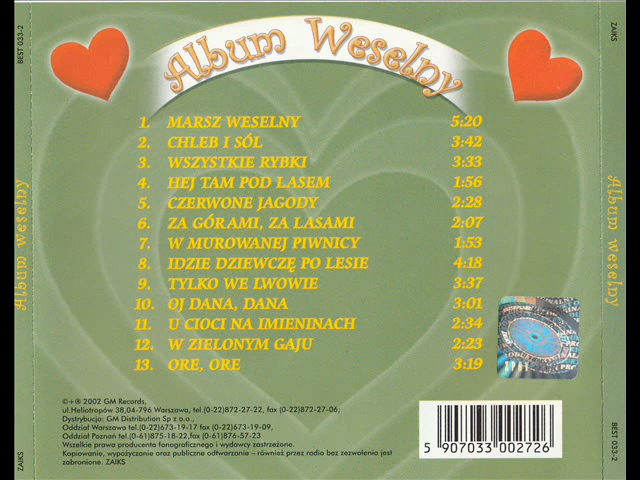 Album Weselny
1. MARSZ WESELNY 5:20
2. CHLEB I SÓL 3:42
3. WSZYSTKIE RYBKI 3:33
4. HEJ TAM POD LASEM 1:56
5. CZERWONE JAGODY 2:28
6. ZA GÓRAMI, ZA LASAMI 2:07
7. W MUROWANEJ PIWNICY 1:53
8. IDZIE DZIEWCZĘ PO LESIE 4:18
9. TYLKO WE LWOWIE 3:37
10. OJ DANA, DANA 3:01
11. U CIOCI NA IMIENINACH 2:34
12. W ZIELONYM GAJU 2:23
13. ORE, ORE 3:19
©+® 2002 GM Records,
ul.Heliotropów 38,04-796 Warszawa, tel.(0-22)872-27-22, fax (0-22)872-27-06;
Dystrybucja: GM Distribution Sp z o.o.,
Oddział Warszawa tel.(0-22)673-19-17 fax (0-22)673-19-09,
Oddział Poznań tel.(0-61)875-18-22,fax (0-61)876-57-23
Wszelkie prawa producenta fonograficznego i wydawcy zastrzeżone.
Kopiowanie, wypożyczanie oraz publiczne odtwarzanie – również przez radio bez zezwolenia jest
zabronione. ZAIKS
5 907033 002726
BEST 033-2
Album weselny
ZAIKS
ZAIKS
Album weselny
BEST 033-2